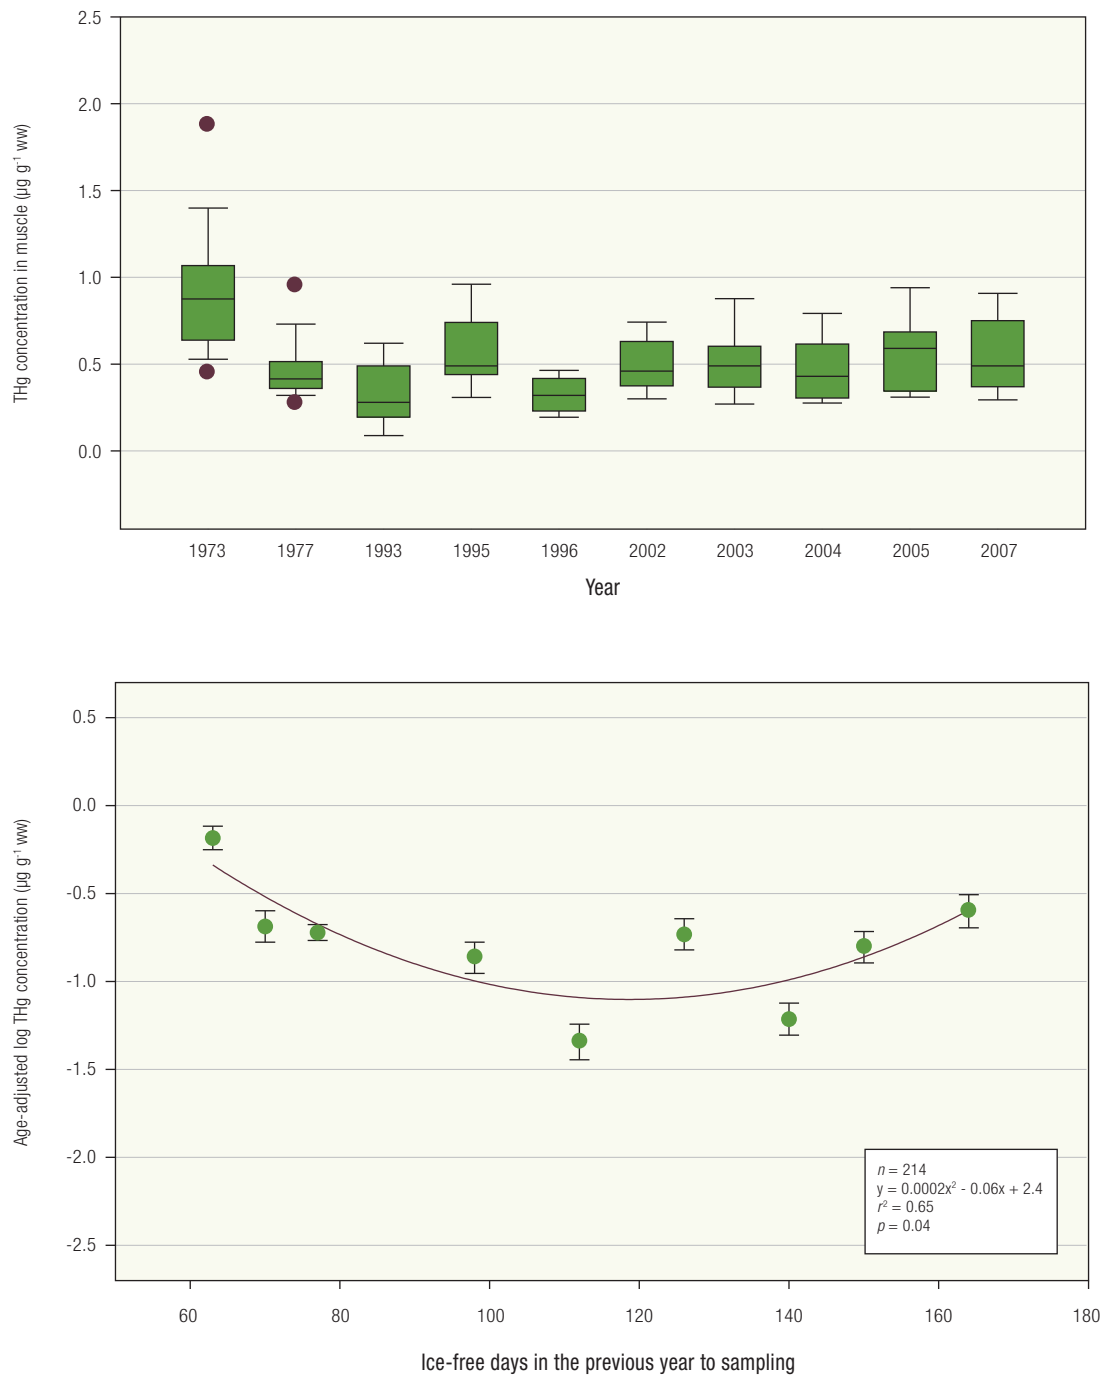 2.5
2.0
1.5
1.0
0.5
0.0
THg concentration in muscle (µg g⁻¹ ww)
1973 1977 1993 1995 1996 2002 2003 2004 2005 2007
Year
0.5
0.0
-0.5
-1.0
-1.5
-2.0
-2.5
Age-adjusted log THg concentration (µg g⁻¹ ww)
n = 214
y = 0.0002x² - 0.06x + 2.4
r² = 0.65
p = 0.04
60 80 100 120 140 160 180
Ice-free days in the previous year to sampling